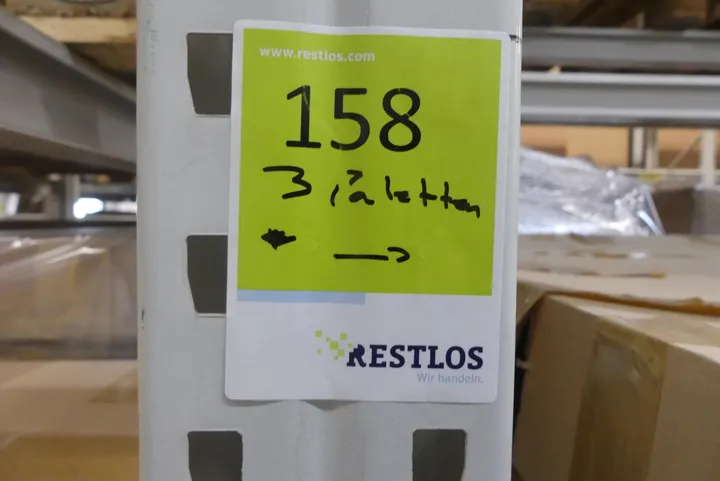 www.restlos.com
158
3 paletten
→
RESTLOS
Wir handeln.